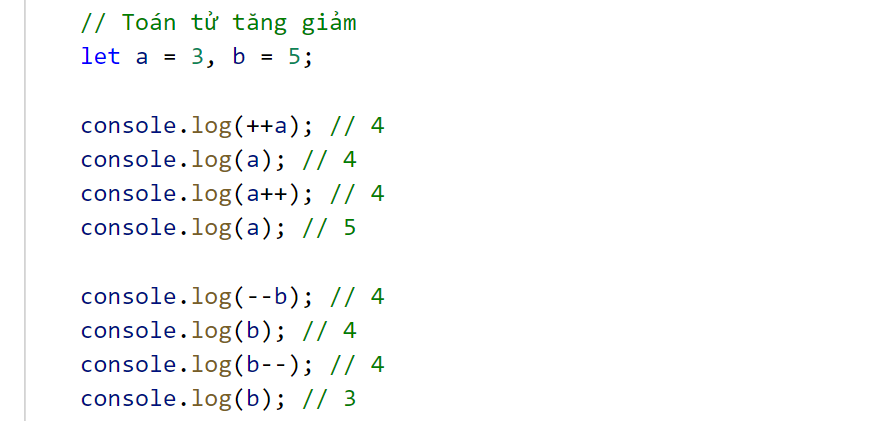 // Toán tử tăng giảm
let a = 3, b = 5;
console.log(++a); // 4
console.log(a); // 4
console.log(a++); // 4
console.log(a); // 5
console.log(--b); // 4
console.log(b); // 4
console.log(b--); // 4
console.log(b); // 3